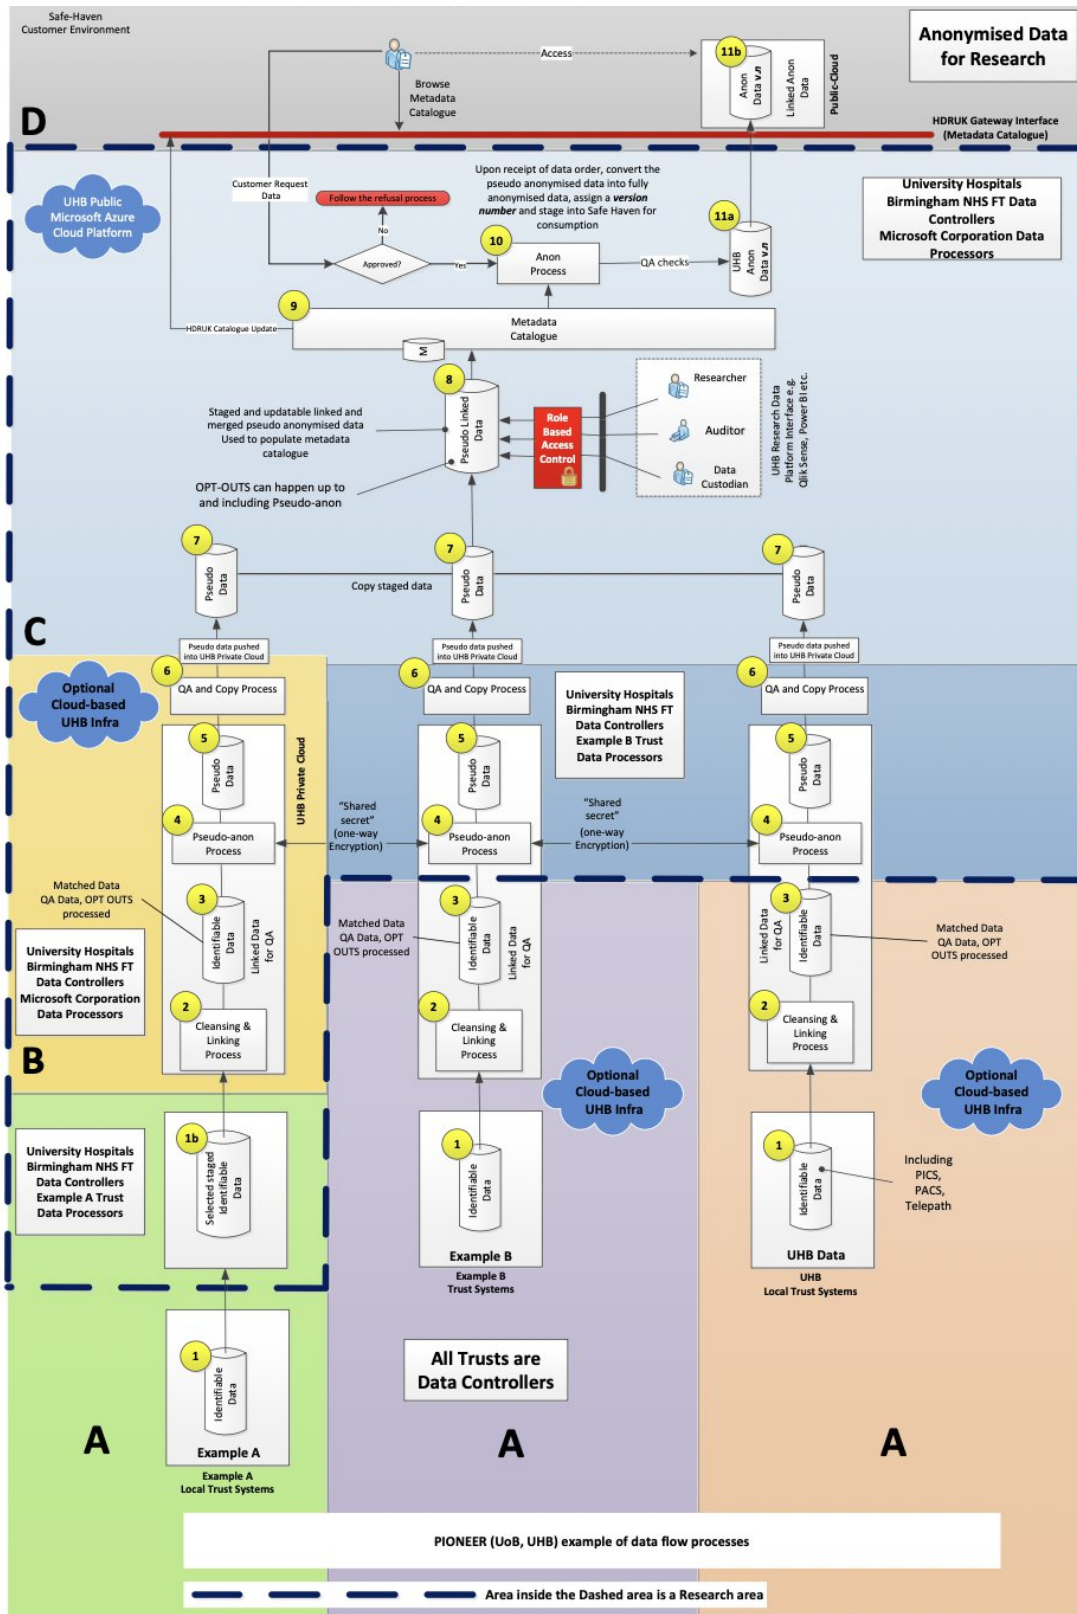 Safe-Haven
Customer Environment
Access
Browse
Metadata
Catalogue
11b
Anon
Data v.n
Linked Anon
Data
Public-Cloud
Anonymised Data
for Research
D
HDRUK Gateway Interface
(Metadata Catalogue)
UHB Public
Microsoft Azure
Cloud Platform
Customer Request
Data
Follow the refusal process
No
Approved?
Yes
Upon receipt of data order, convert the
pseudo anonymised data into fully
anonymised data, assign a version
number and stage into Safe Haven for
consumption
10
Anon
Process
QA checks
11a
UHB
Anon
Data v.n
University Hospitals
Birmingham NHS FT Data
Controllers
Microsoft Corporation Data
Processors
9
Metadata
Catalogue
HDRUK Catalogue Update
M
8
Pseudo Linked
Data
Staged and updatable linked and
merged pseudo anonymised data
Used to populate metadata
catalogue
OPT-OUTS can happen up to
and including Pseudo-anon
Role
Based
Access
Control
Researcher
Auditor
Data
Custodian
UHB Research Data
Platform Interface e.g.
Qlik Sense, Power BI etc.
7
Pseudo
Data
Copy staged data
7
Pseudo
Data
7
Pseudo
Data
C
Pseudo data pushed
into UHB Private Cloud
Pseudo data pushed
into UHB Private Cloud
Pseudo data pushed
into UHB Private Cloud
Optional
Cloud-based
UHB Infra
6
QA and Copy Process
6
QA and Copy Process
6
QA and Copy Process
University Hospitals
Birmingham NHS FT
Data Controllers
Example B Trust
Data Processors
5
Pseudo
Data
UHB Private Cloud
5
Pseudo
Data
5
Pseudo
Data
4
Pseudo-anon
Process
"Shared
secret"
(one-way
Encryption)
4
Pseudo-anon
Process
"Shared
secret"
(one-way
Encryption)
4
Pseudo-anon
Process
Matched Data
QA Data, OPT OUTS
processed
3
Identifiable
Data
Linked Data
for QA
Matched Data
QA Data, OPT
OUTS processed
3
Identifiable
Data
Linked Data
for QA
Linked Data
for QA
3
Identifiable
Data
Matched Data
QA Data, OPT
OUTS processed
University Hospitals
Birmingham NHS FT
Data Controllers
Microsoft Corporation
Data Processors
2
Cleansing &
Linking
Process
2
Cleansing &
Linking
Process
2
Cleansing &
Linking
Process
B
Optional
Cloud-based
UHB Infra
Optional
Cloud-based
UHB Infra
University Hospitals
Birmingham NHS FT
Data Controllers
Example A Trust
Data Processors
1b
Selected staged
Identifiable
Data
1
Identifiable
Data
Example B
Example B
Trust Systems
1
Identifiable
Data
Including
PICS,
PACS,
Telepath
UHB Data
UHB
Local Trust Systems
1
Identifiable
Data
Example A
Example A
Local Trust Systems
All Trusts are
Data Controllers
A
A
A
PIONEER (UoB, UHB) example of data flow processes
Area inside the Dashed area is a Research area